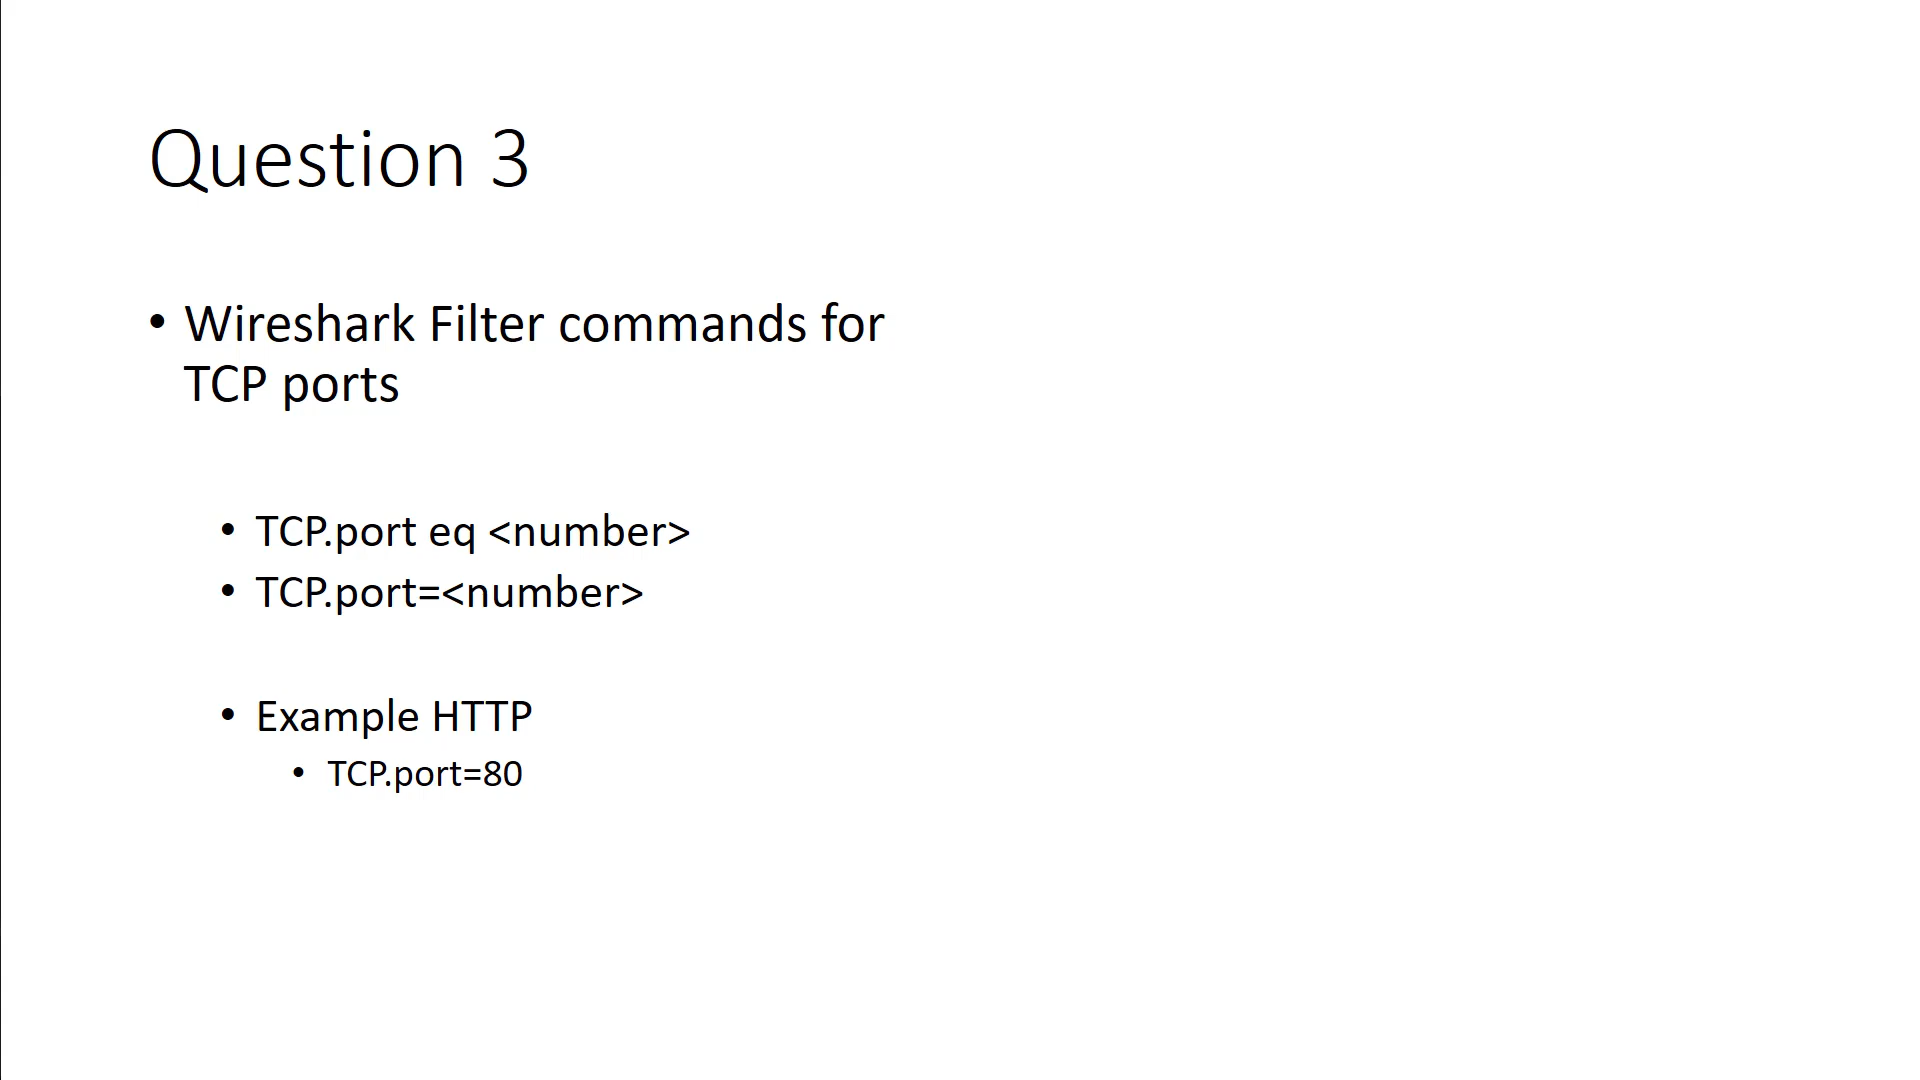 Question 3
• Wireshark Filter commands for
TCP ports
• TCP.port eq <number>
• TCP.port=<number>
• Example HTTP
• TCP.port=80